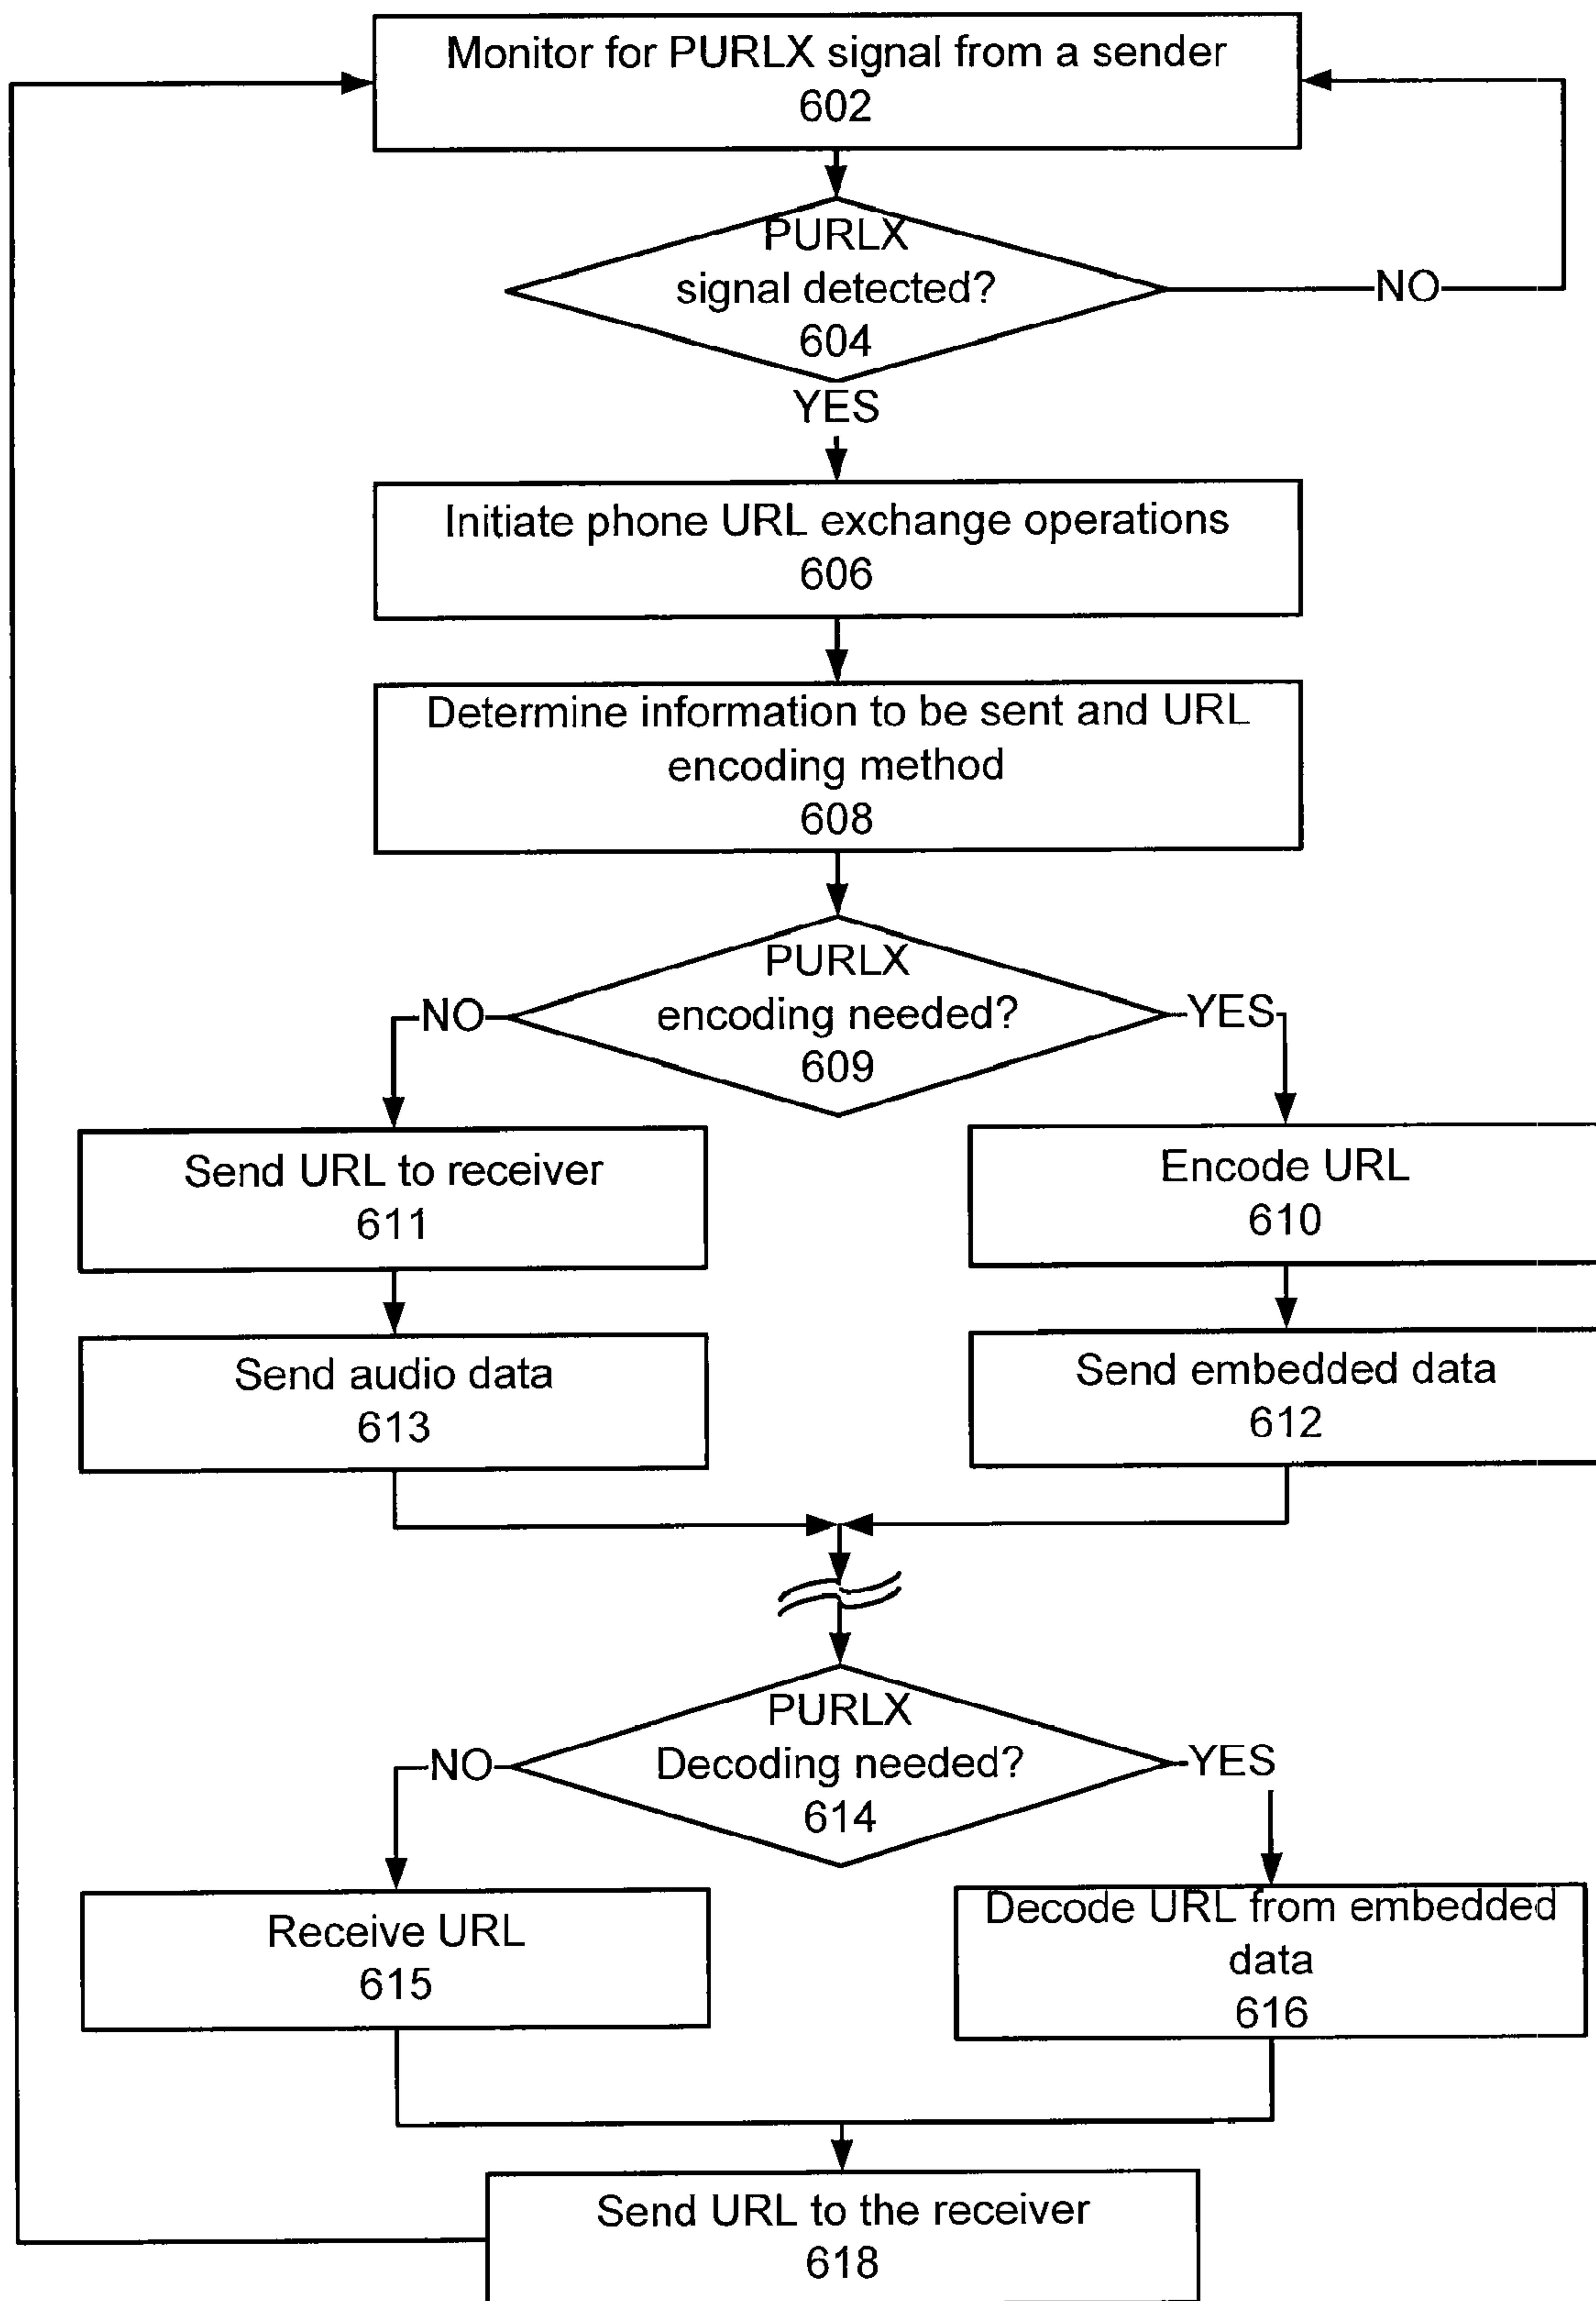 Monitor for PURLX signal from a sender
602
PURLX
signal detected?
604
NO
YES
Initiate phone URL exchange operations
606
Determine information to be sent and URL
encoding method
608
PURLX
encoding needed?
609
NO
YES
Send URL to receiver
611
Encode URL
610
Send audio data
613
Send embedded data
612
PURLX
Decoding needed?
614
NO
YES
Receive URL
615
Decode URL from embedded
data
616
Send URL to the receiver
618